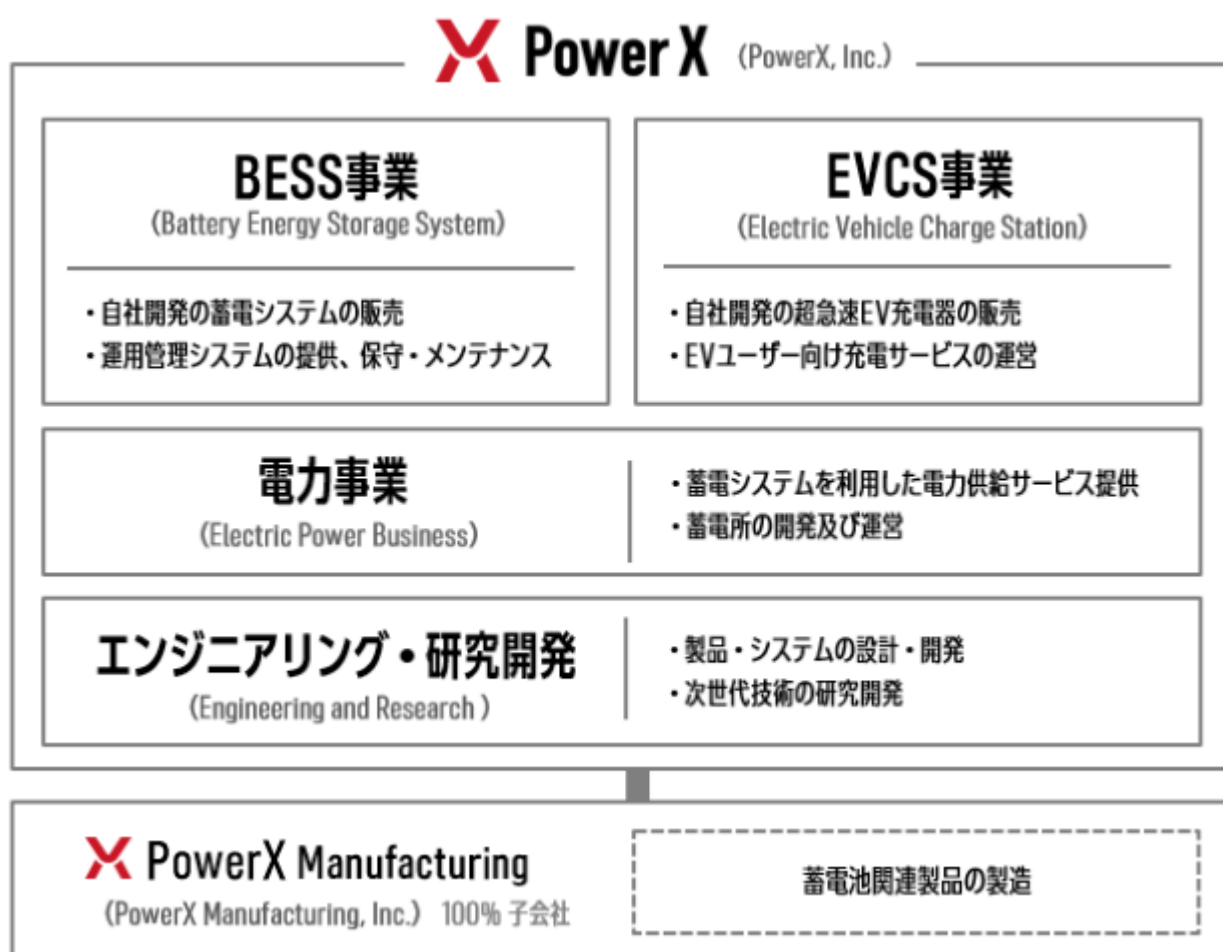 Power X (PowerX, Inc.)
BESS事業
(Battery Energy Storage System)
・自社開発の蓄電システムの販売
・運用管理システムの提供、保守・メンテナンス
EVCS事業
(Electric Vehicle Charge Station)
・自社開発の超急速EV充電器の販売
・EVユーザー向け充電サービスの運営
電力事業
(Electric Power Business)
・蓄電システムを利用した電力供給サービス提供
・蓄電所の開発及び運営
エンジニアリング・研究開発
(Engineering and Research )
・製品・システムの設計・開発
・次世代技術の研究開発
PowerX Manufacturing
(PowerX Manufacturing, Inc.) 100% 子会社
蓄電池関連製品の製造